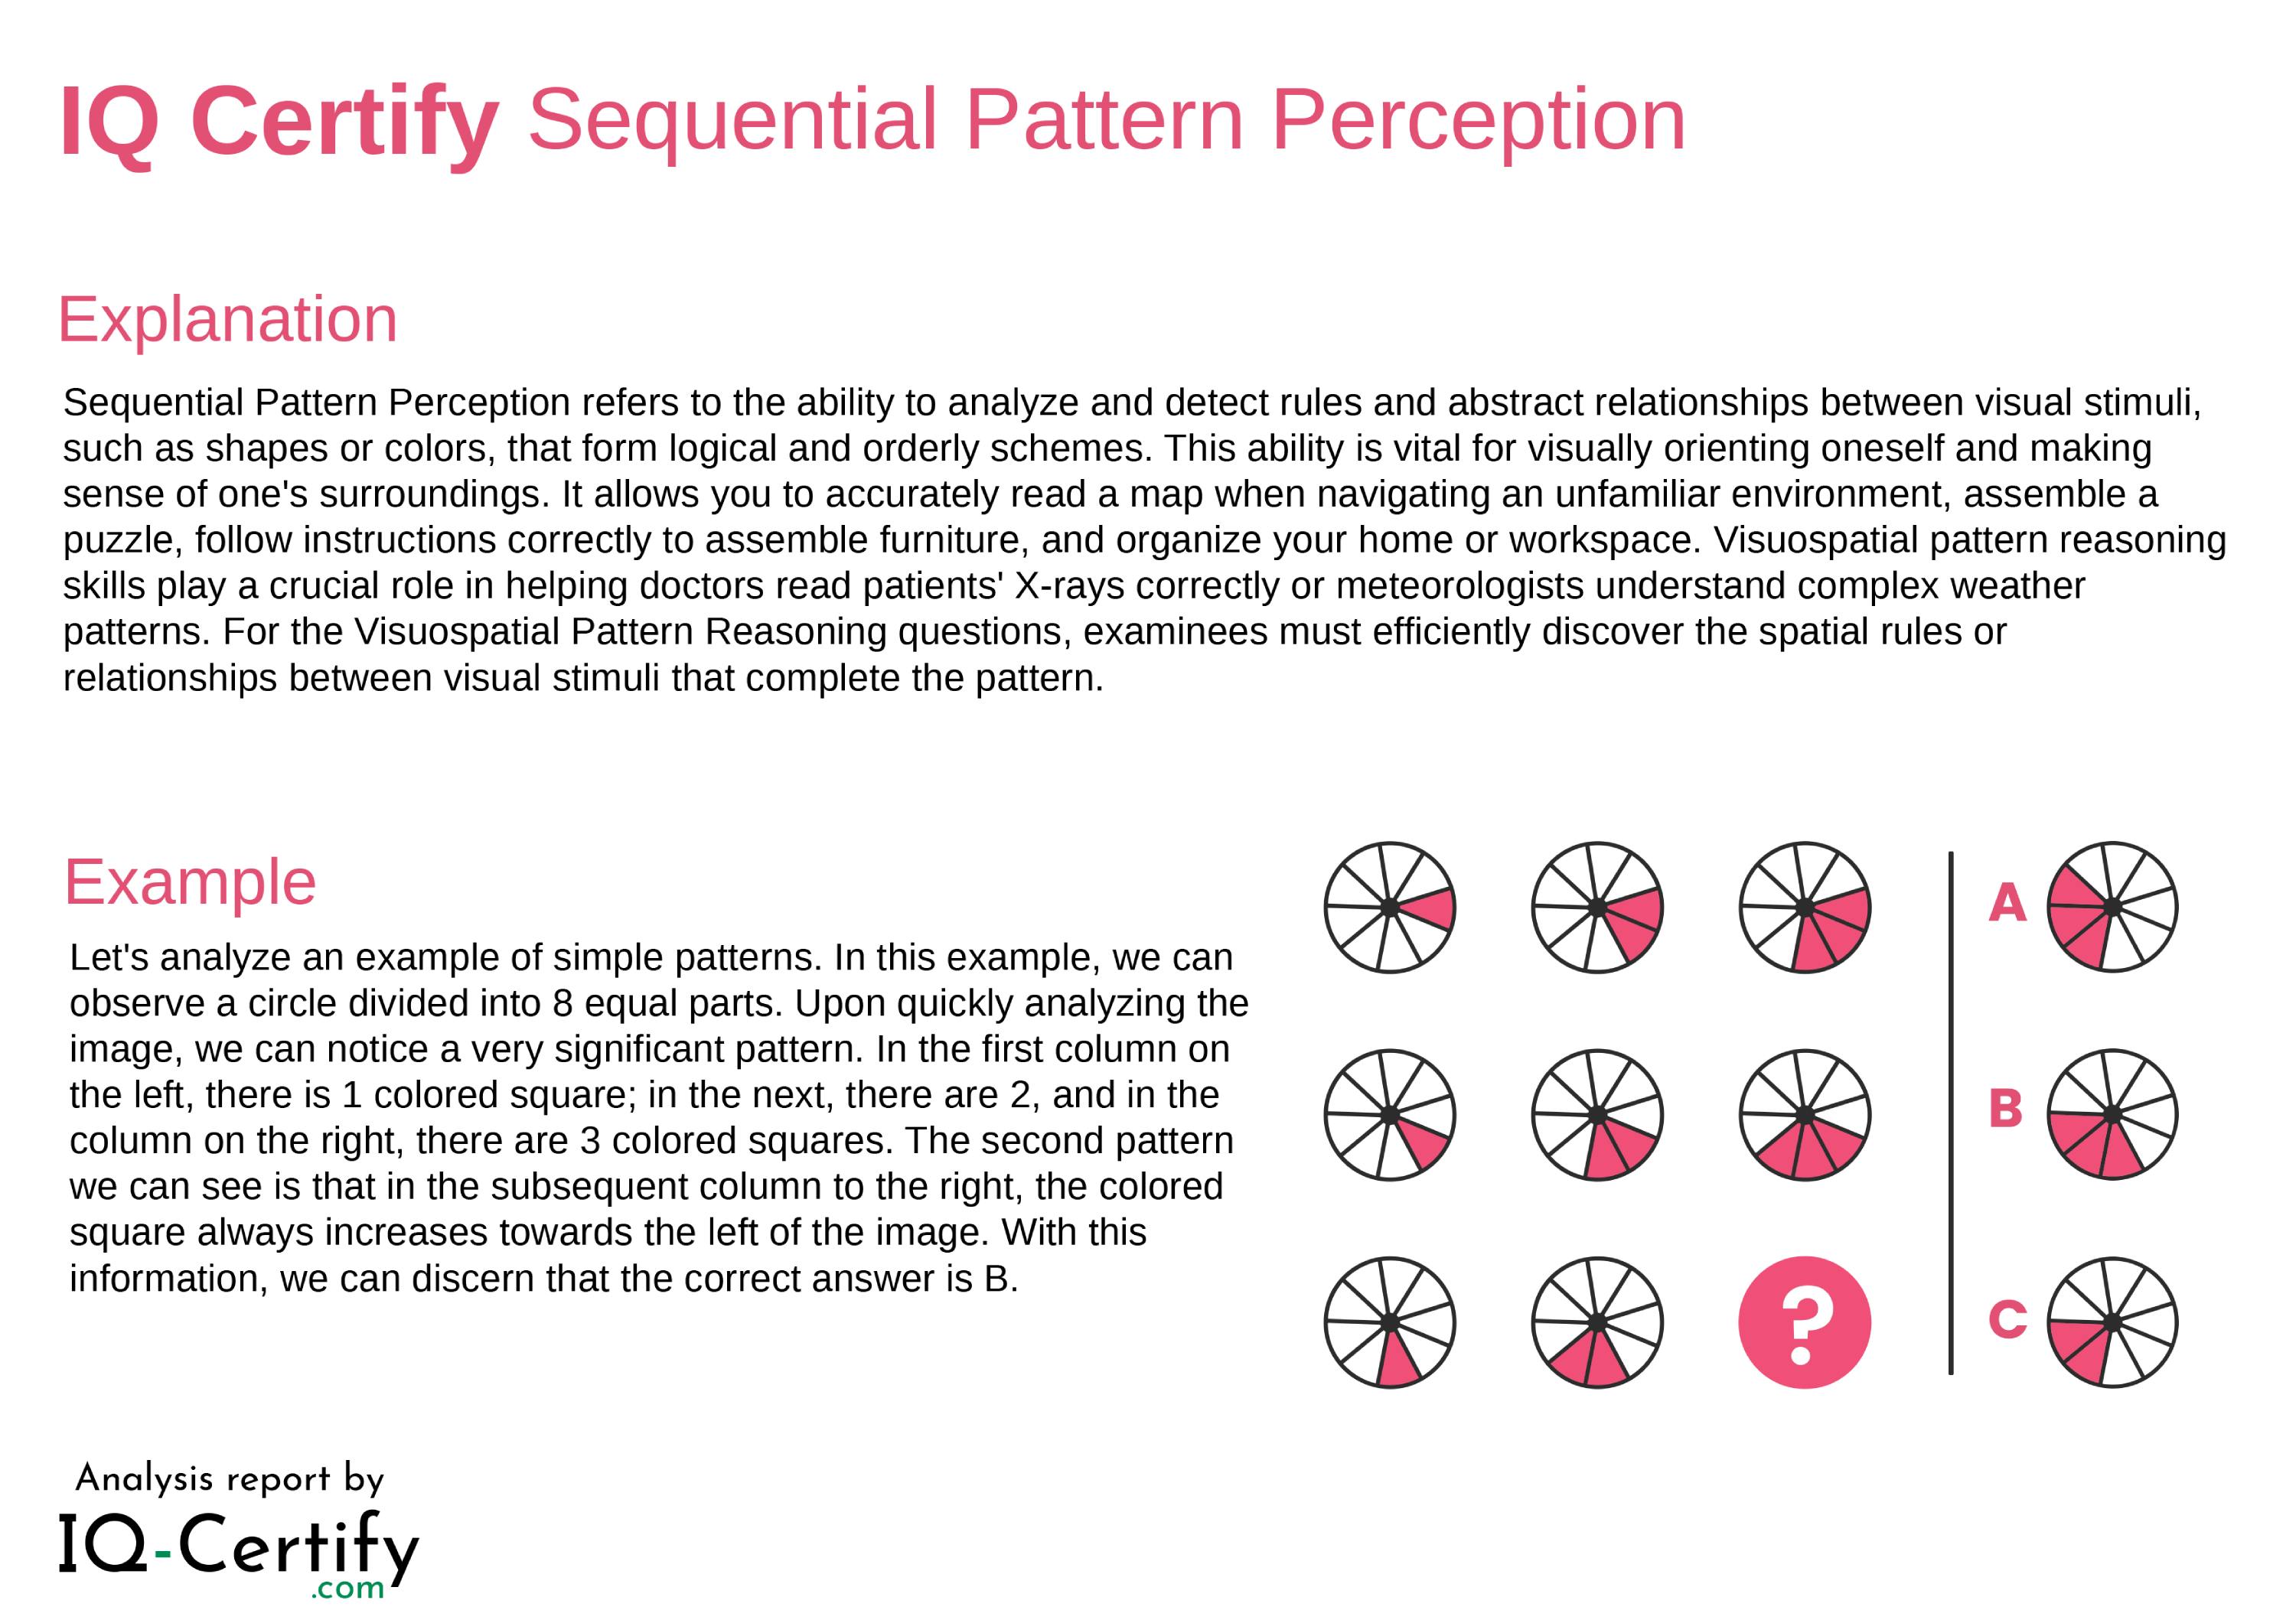 IQ Certify Sequential Pattern Perception
Explanation
Sequential Pattern Perception refers to the ability to analyze and detect rules and abstract relationships between visual stimuli,
such as shapes or colors, that form logical and orderly schemes. This ability is vital for visually orienting oneself and making
sense of one's surroundings. It allows you to accurately read a map when navigating an unfamiliar environment, assemble a
puzzle, follow instructions correctly to assemble furniture, and organize your home or workspace. Visuospatial pattern reasoning
skills play a crucial role in helping doctors read patients' X-rays correctly or meteorologists understand complex weather
patterns. For the Visuospatial Pattern Reasoning questions, examinees must efficiently discover the spatial rules or
relationships between visual stimuli that complete the pattern.
Example
Let's analyze an example of simple patterns. In this example, we can
observe a circle divided into 8 equal parts. Upon quickly analyzing the
image, we can notice a very significant pattern. In the first column on
the left, there is 1 colored square; in the next, there are 2, and in the
column on the right, there are 3 colored squares. The second pattern
we can see is that in the subsequent column to the right, the colored
square always increases towards the left of the image. With this
information, we can discern that the correct answer is B.
A
B
?
C
Analysis report by
IQ-Certify
.com